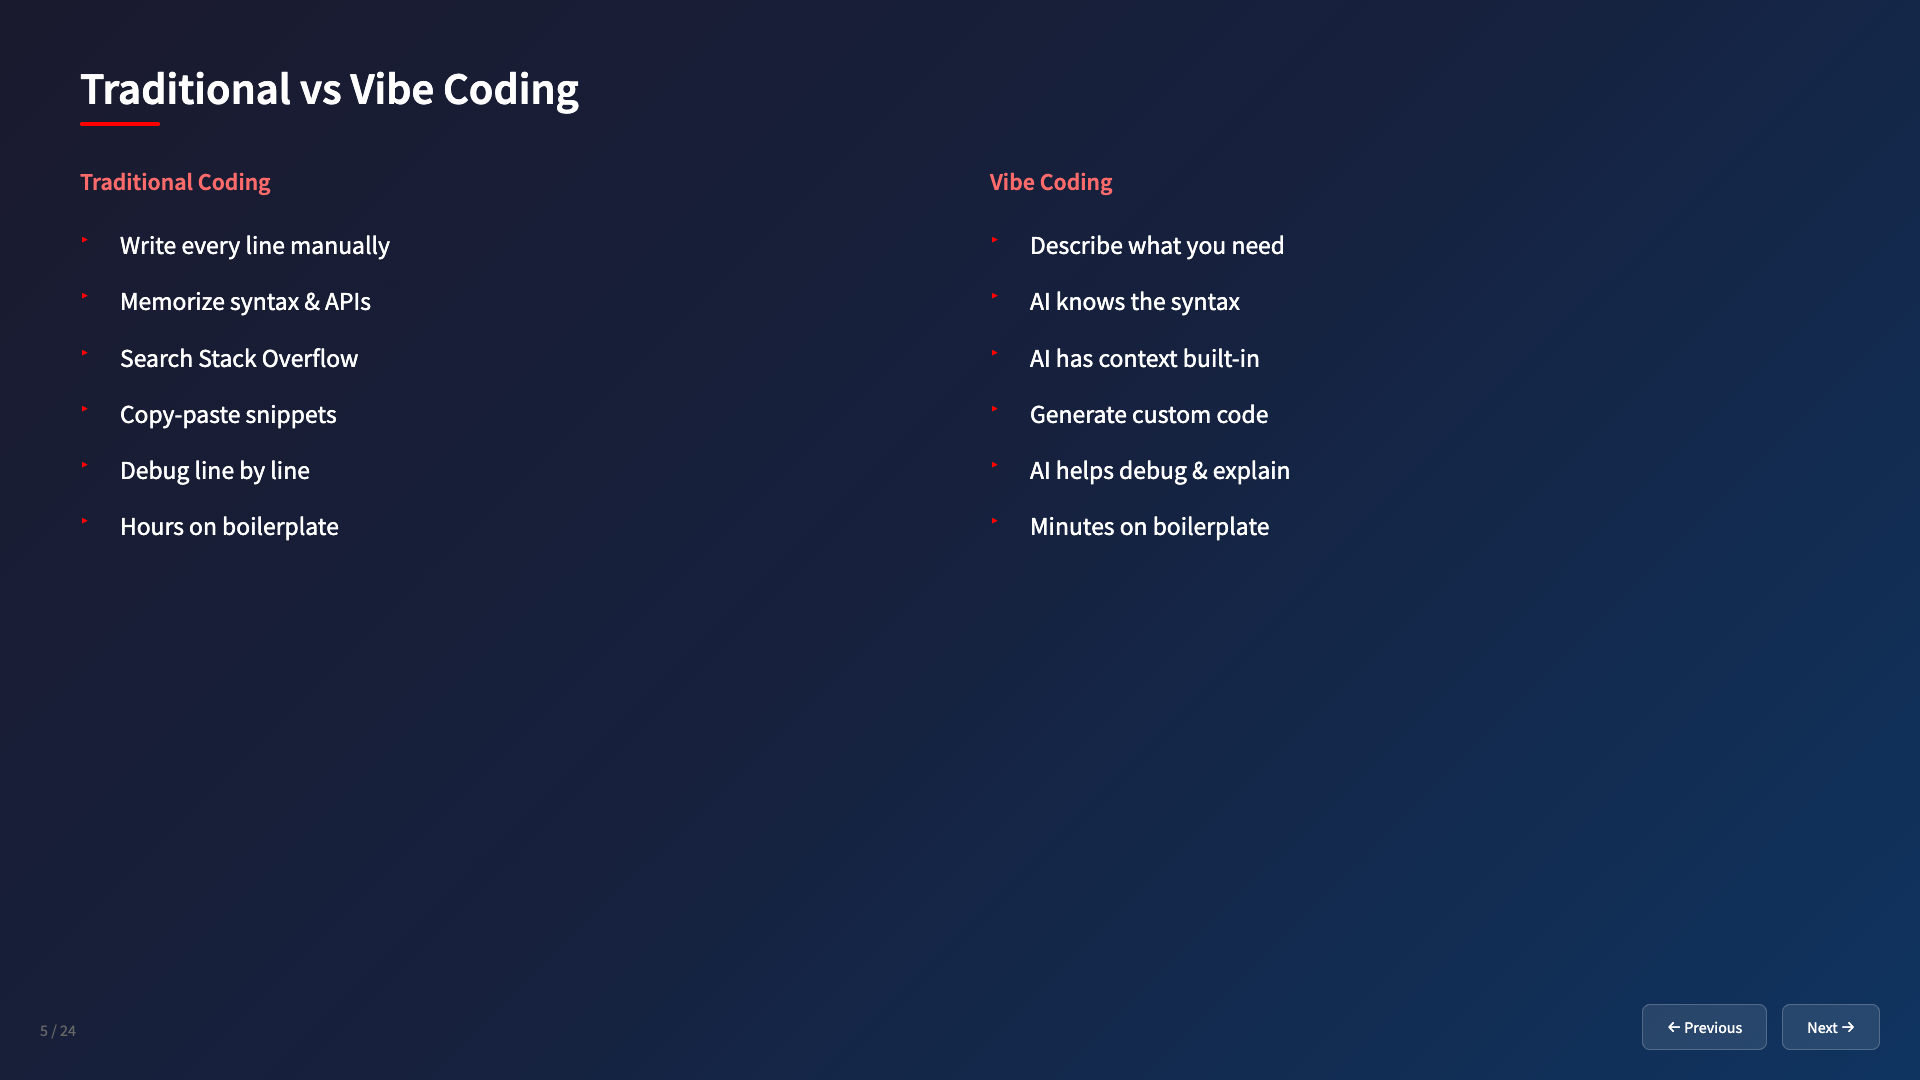 Traditional vs Vibe Coding
Traditional Coding
Write every line manually
Memorize syntax & APIs
Search Stack Overflow
Copy-paste snippets
Debug line by line
Hours on boilerplate
Vibe Coding
Describe what you need
AI knows the syntax
AI has context built-in
Generate custom code
AI helps debug & explain
Minutes on boilerplate
5 / 24
← Previous
Next →